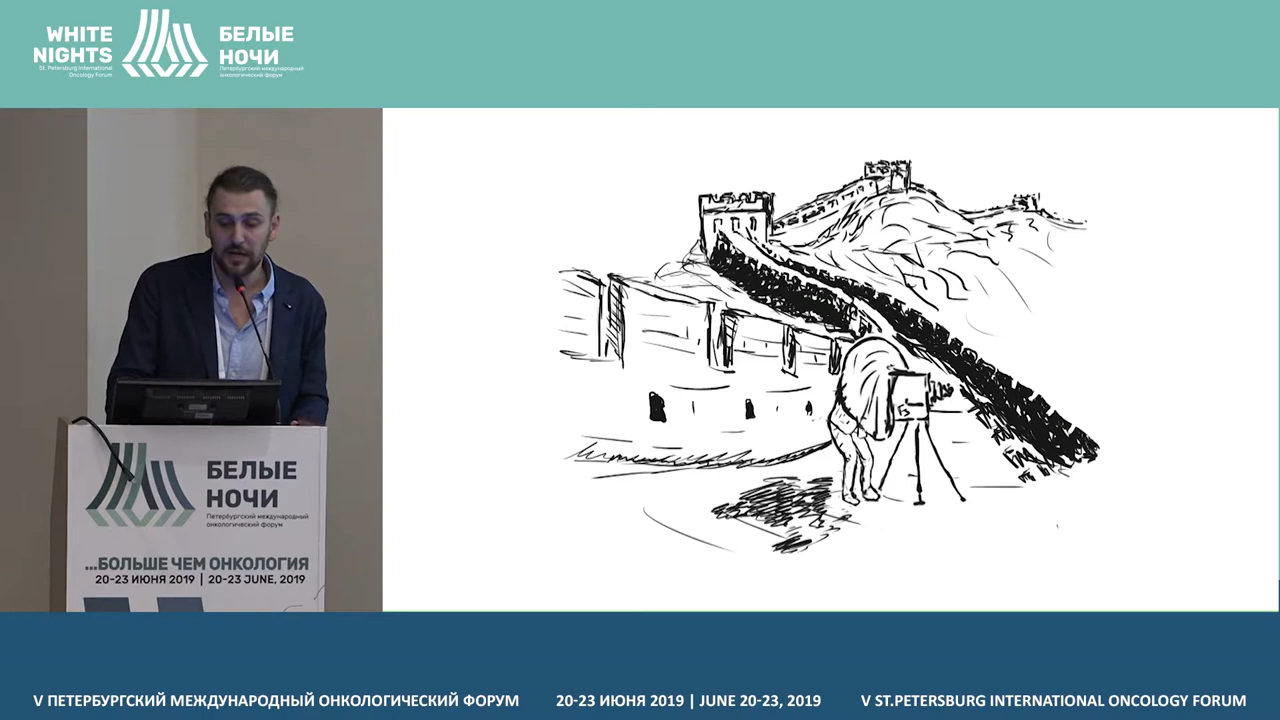 WHITE
NIGHTS
St. Petersburg International
Oncology Forum
БЕЛЫЕ
НОЧИ
Петербургский международный
онкологический форум
БЕЛЫЕ
НОЧИ
Петербургский международный
онкологический форум
...БОЛЬШЕ ЧЕМ ОНКОЛОГИЯ
20-23 ИЮНЯ 2019 | 20-23 JUNE, 2019
V ПЕТЕРБУРГСКИЙ МЕЖДУНАРОДНЫЙ ОНКОЛОГИЧЕСКИЙ ФОРУМ
20-23 ИЮНЯ 2019 | JUNE 20-23, 2019
V ST.PETERSBURG INTERNATIONAL ONCOLOGY FORUM